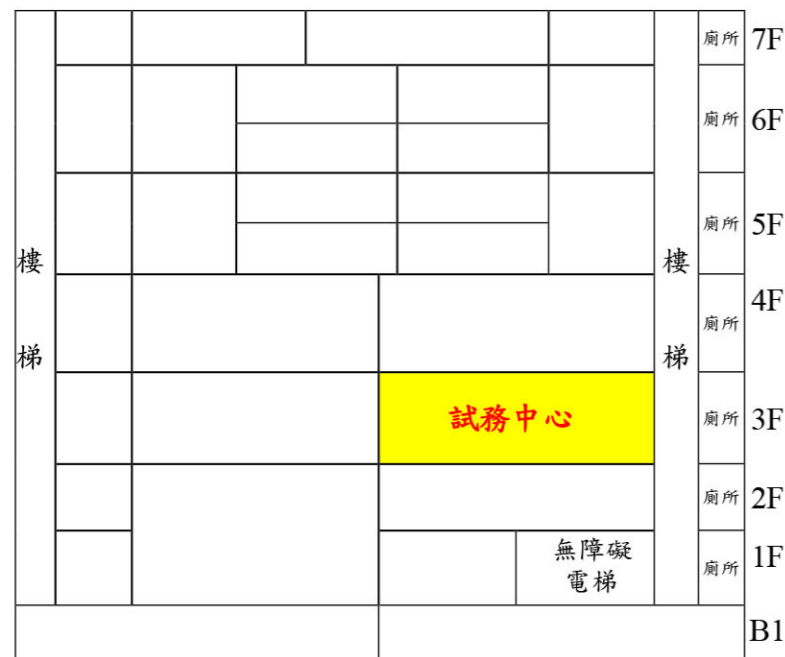 廁所 7F
廁所 6F
廁所 5F
樓梯
樓梯
廁所 4F
試務中心 廁所 3F
廁所 2F
無障礙
電梯
廁所 1F
B1